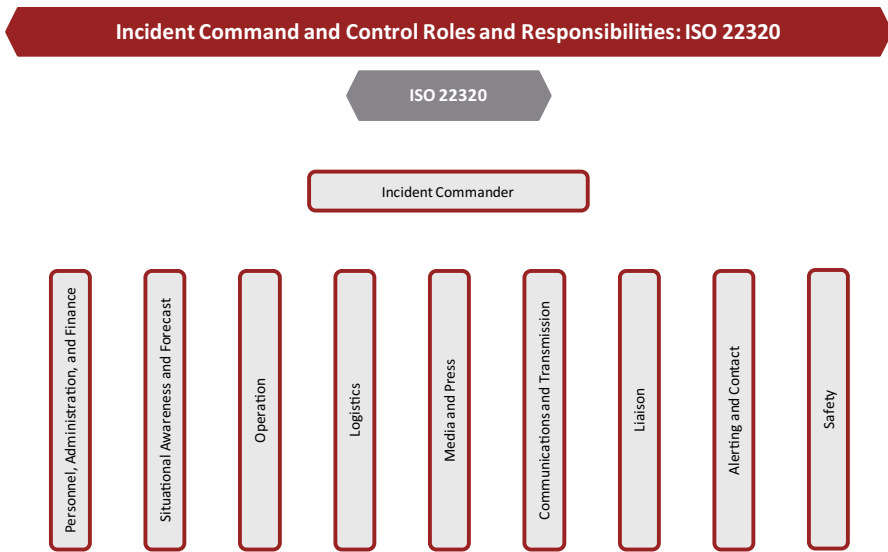 Incident Command and Control Roles and Responsibilities: ISO 22320
ISO 22320
Incident Commander
Personnel, Administration, and Finance
Situational Awareness and Forecast
Operation
Logistics
Media and Press
Communications and Transmission
Liaison
Alerting and Contact
Safety